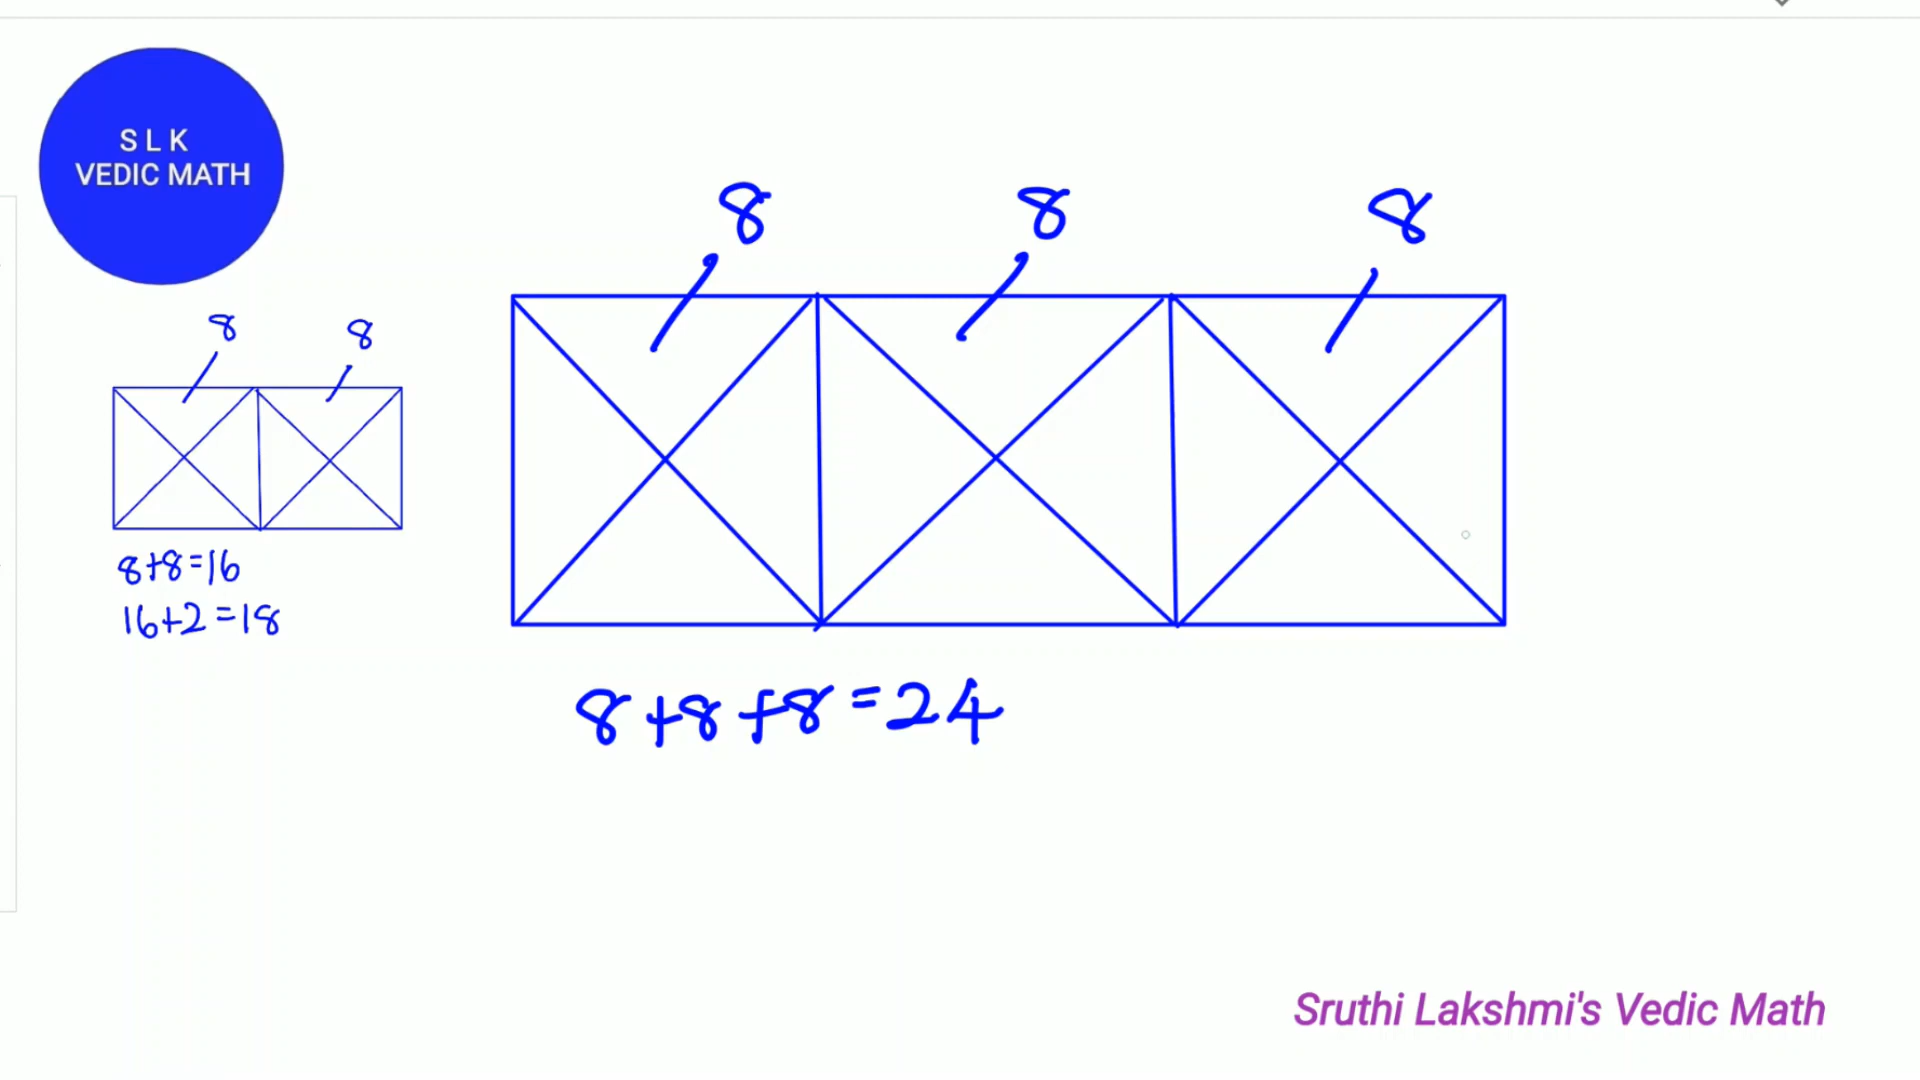 S L K
VEDIC MATH
8 8 8
8 8
8+8=16
16+2=18
8+8+8=24
Sruthi Lakshmi's Vedic Math